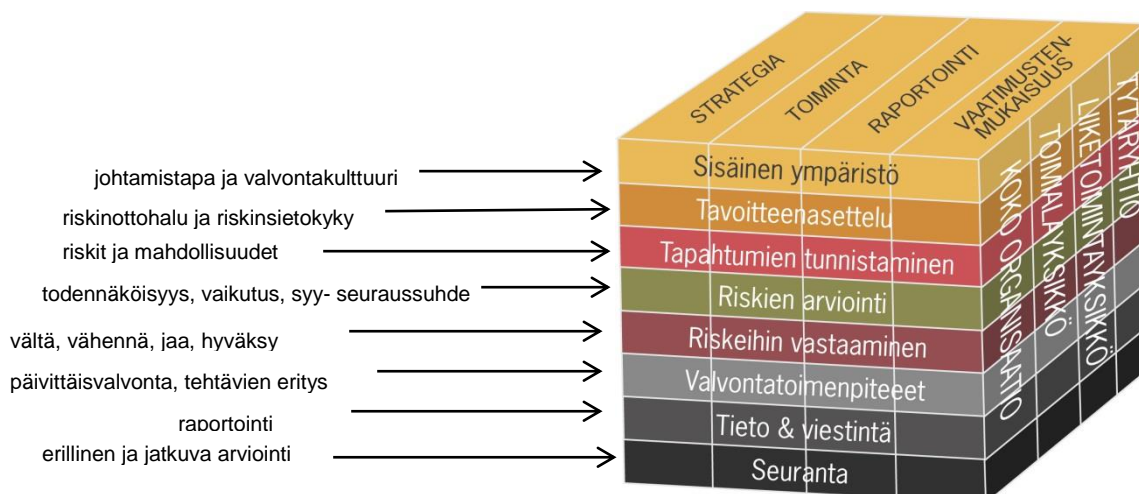 STRATEGIA
TOIMINTA
RAPORTOINTI
VAATIMUSTEN-
MUKAISUUS
johtamistapa ja valvontakulttuuri
Sisäinen ympäristö
riskinottohalu ja riskinsietokyky
Tavoitteenasettelu
riskit ja mahdollisuudet
Tapahtumien tunnistaminen
todennäköisyys, vaikutus, syy- seuraussuhde
Riskien arviointi
vältä, vähennä, jaa, hyväksy
Riskeihin vastaaminen
päivittäisvalvonta, tehtävien eritys
Valvontatoimenpiteeet
raportointi
Tieto & viestintä
erillinen ja jatkuva arviointi
Seuranta
KOKO ORGANISAATIO
TOIMIALAYKSIKKÖ
LIIKETOMINTAYKSIKKÖ
TYTÄRYHTIÖ